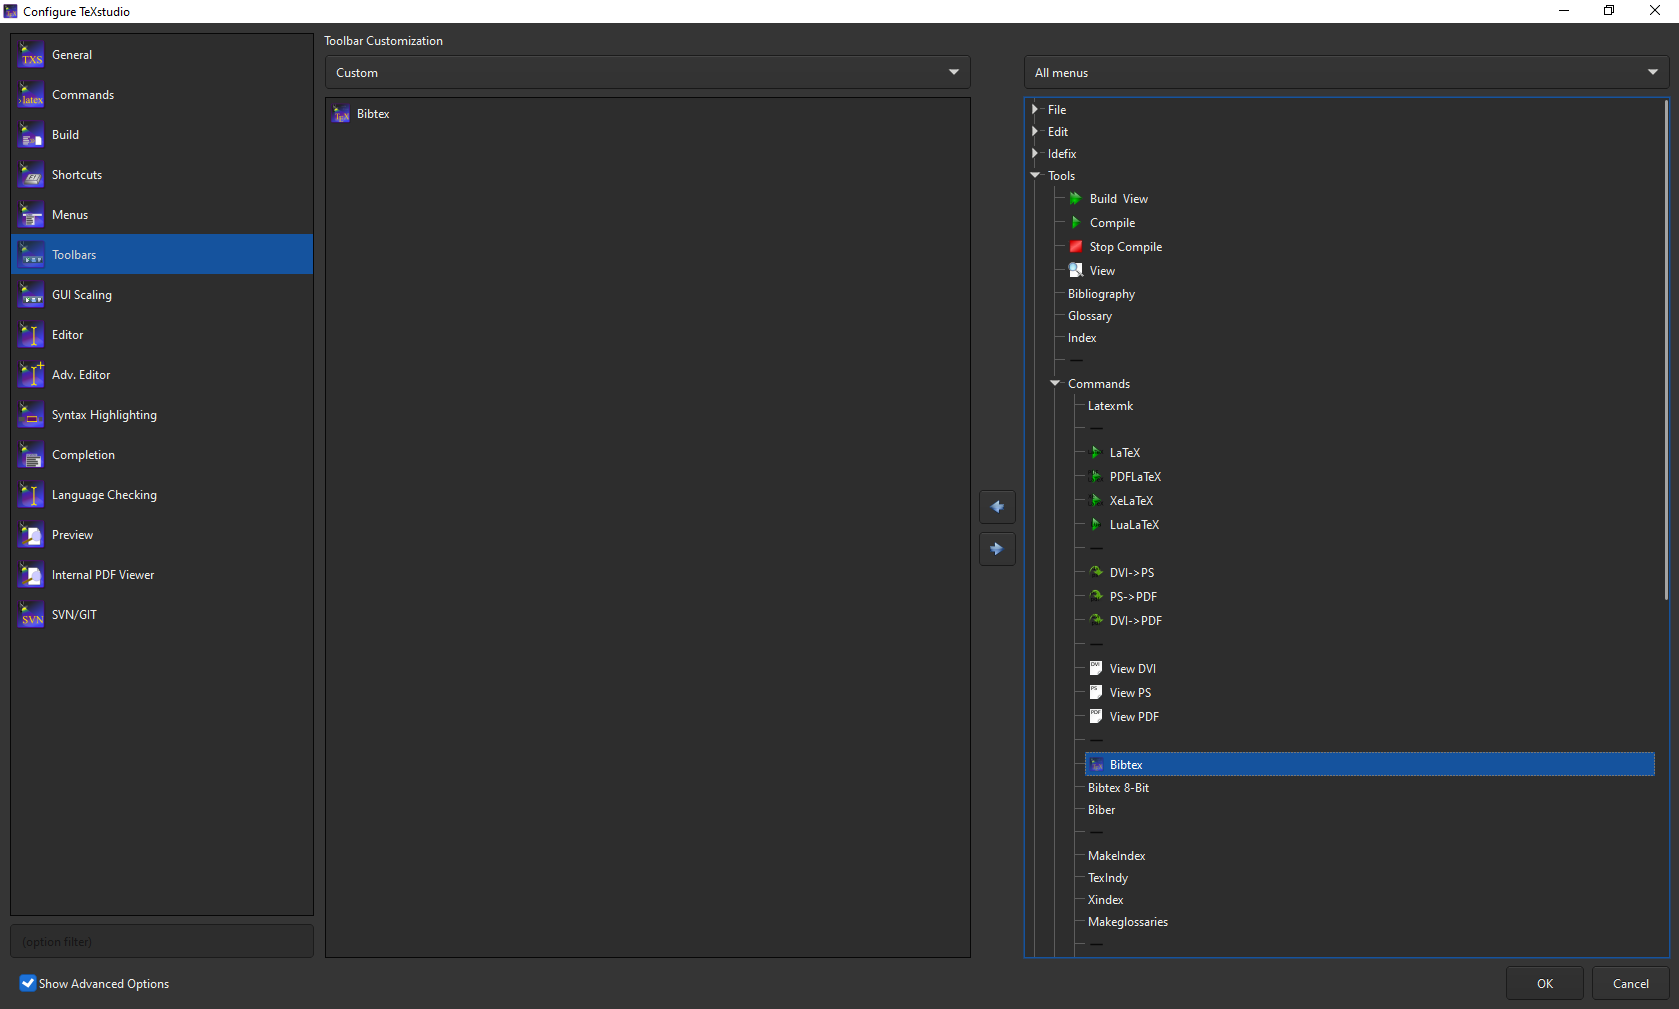 Configure TeXstudio
General
Commands
Build
Shortcuts
Menus
Toolbars
GUI Scaling
Editor
Adv. Editor
Syntax Highlighting
Completion
Language Checking
Preview
Internal PDF Viewer
SVN/GIT
(option filter)
Show Advanced Options
Toolbar Customization
Custom
Bibtex
All menus
File
Edit
Idefix
Tools
Build View
Compile
Stop Compile
View
Bibliography
Glossary
Index
Commands
Latexmk
LaTeX
PDFLaTeX
XeLaTeX
LuaLaTeX
DVI->PS
PS->PDF
DVI->PDF
View DVI
View PS
View PDF
Bibtex
Bibtex 8-Bit
Biber
MakeIndex
TexIndy
Xindex
Makeglossaries
OK
Cancel